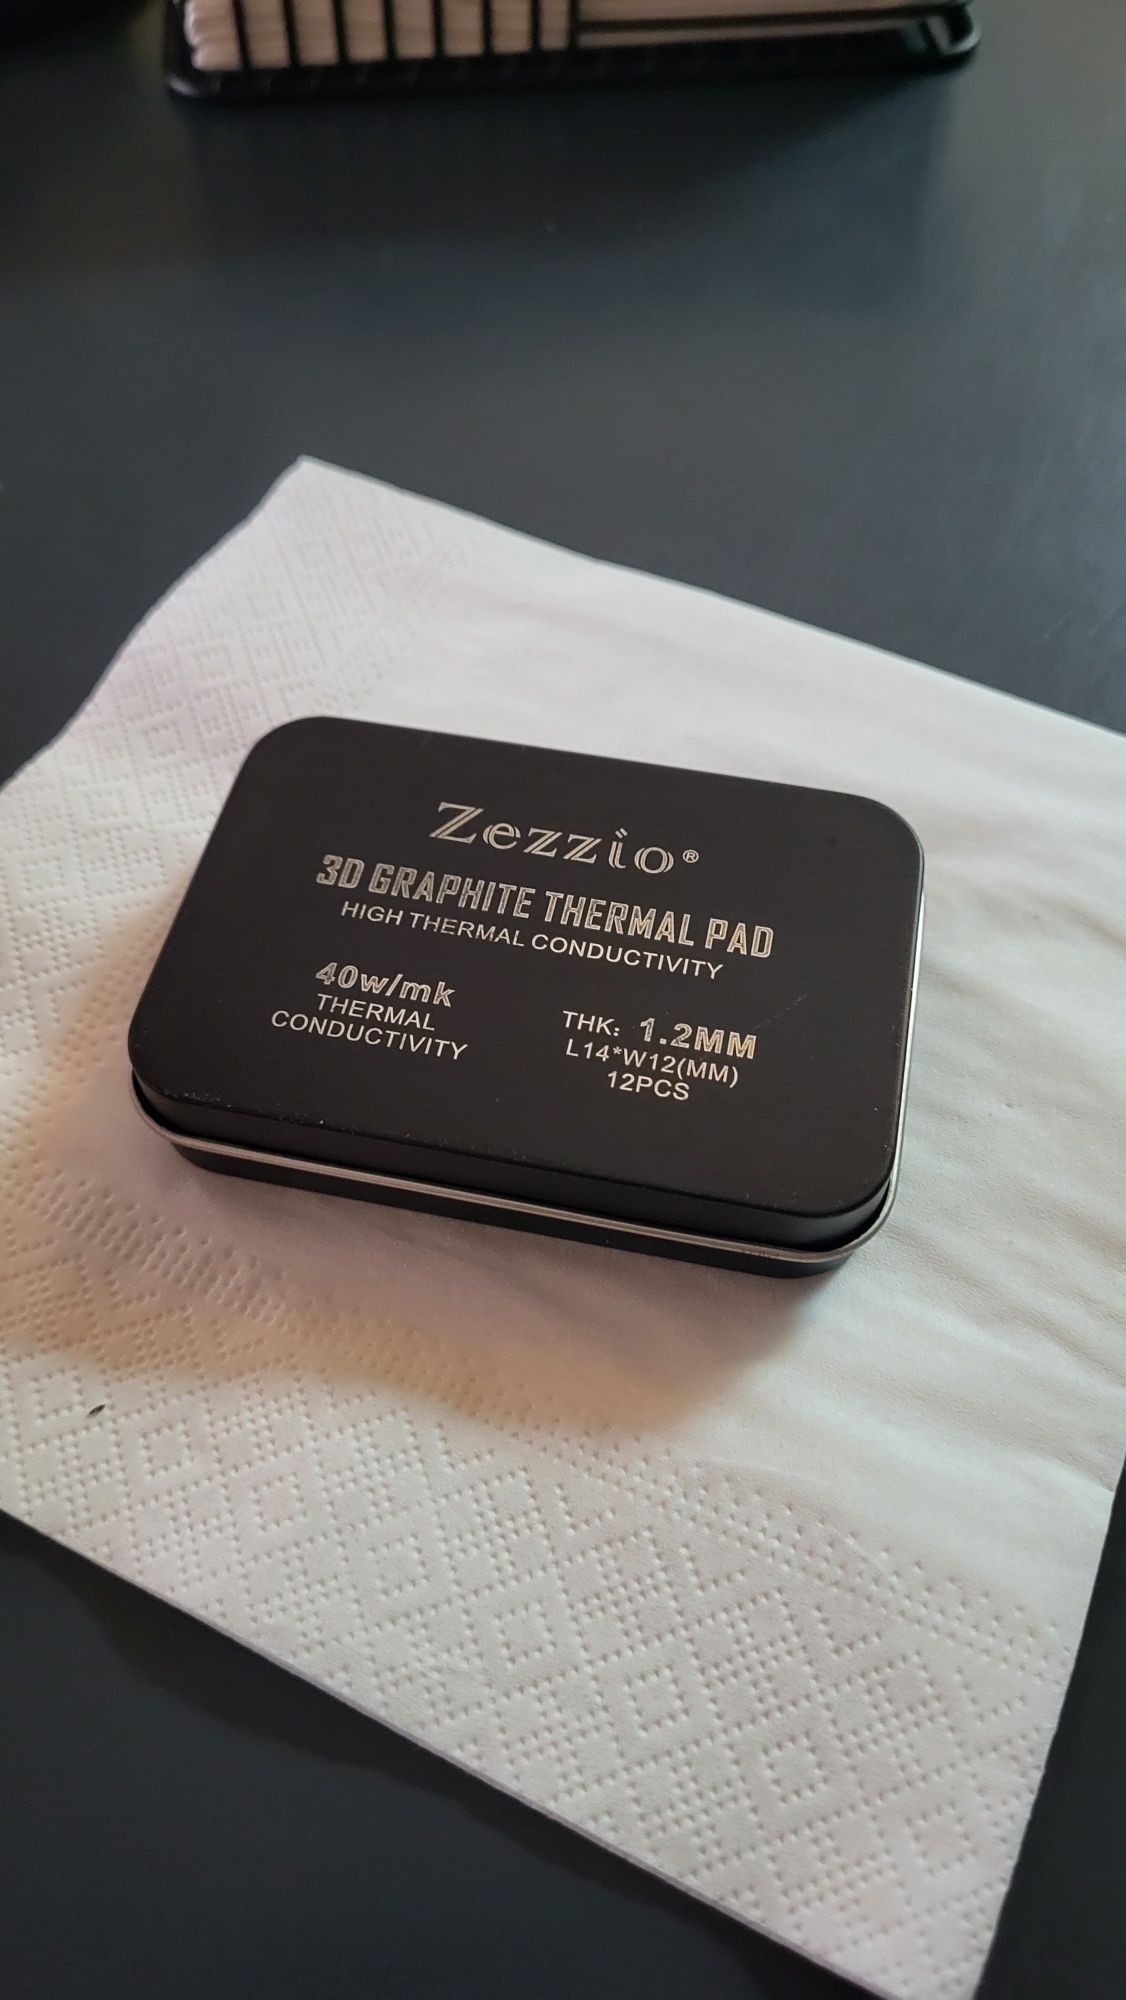 Zezzio®
3D GRAPHITE THERMAL PAD
HIGH THERMAL CONDUCTIVITY
40w/mk
THERMAL
CONDUCTIVITY
THK: 1.2MM
L14*W12(MM)
12PCS